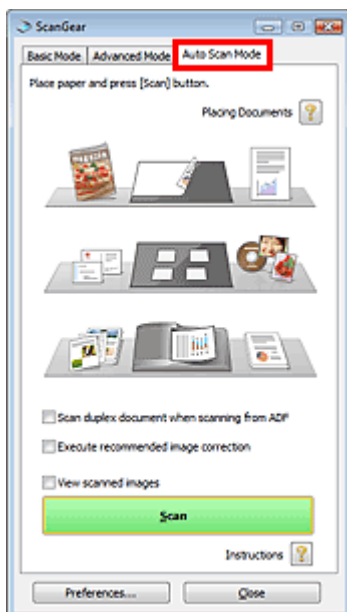 ScanGear
Basic Mode Advanced Mode Auto Scan Mode
Place paper and press [Scan] button.
Placing Documents ?
Scan duplex document when scanning from ADF
Execute recommended image correction
View scanned images
Scan
Instructions ?
Preferences... Close